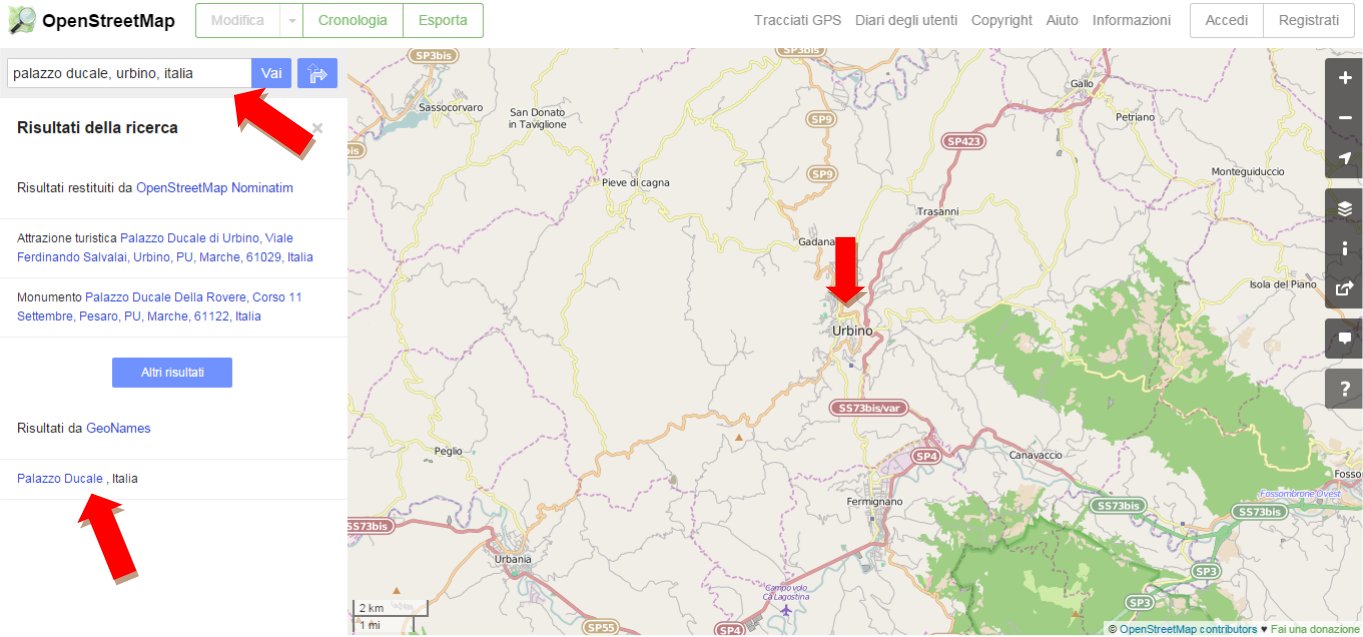 OpenStreetMap
Modifica
Cronologia
Esporta
Tracciati GPS
Diari degli utenti
Copyright
Aiuto
Informazioni
Accedi
Registrati
palazzo ducale, urbino, italia
Vai
Risultati della ricerca
×
Risultati restituiti da OpenStreetMap Nominatim
Attrazione turistica Palazzo Ducale di Urbino, Viale
Ferdinando Salvalai, Urbino, PU, Marche, 61029, Italia
Monumento Palazzo Ducale Della Rovere, Corso 11
Settembre, Pesaro, PU, Marche, 61122, Italia
Altri risultati
Risultati da GeoNames
Palazzo Ducale , Italia
SP3bis
SP3bis
Gallo
Sassocorvaro
San Donato
in Taviglione
SP9
Petriano
SP423
bis
SP9
Pieve di cagna
Monteguiduccio
Trasanni
Gadana
Isola del Piano
Urbino
SS73bis/var
Peglio
SP4
Canavaccio
Fosso
Fossombrone Ovest
Fermignano
SS73bis
SS73bis
SS73bis
Urbania
SP3
Campo volo
Ca'Lagostina
SP3
2 km
1 mi
SP55
SP4
+
−
i
?
© OpenStreetMap contributors ♥ Fai una donazione